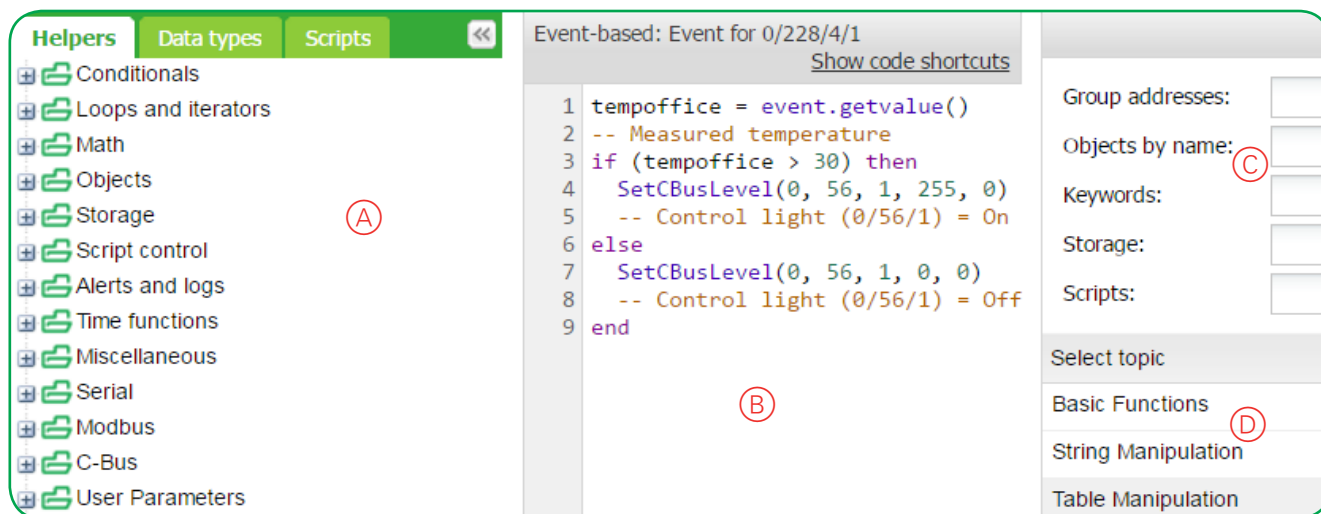 Helpers Data types Scripts <<
Conditionals
Loops and iterators
Math
Objects
Storage
Script control
Alerts and logs
Time functions
Miscellaneous
Serial
Modbus
C-Bus
User Parameters
A
Event-based: Event for 0/228/4/1
Show code shortcuts
1 tempoffice = event.getvalue()
2 -- Measured temperature
3 if (tempoffice > 30) then
4 SetCBusLevel(0, 56, 1, 255, 0)
5 -- Control light (0/56/1) = On
6 else
7 SetCBusLevel(0, 56, 1, 0, 0)
8 -- Control light (0/56/1) = Off
9 end
B
Group addresses:
Objects by name:
C
Keywords:
Storage:
Scripts:
Select topic
Basic Functions
D
String Manipulation
Table Manipulation